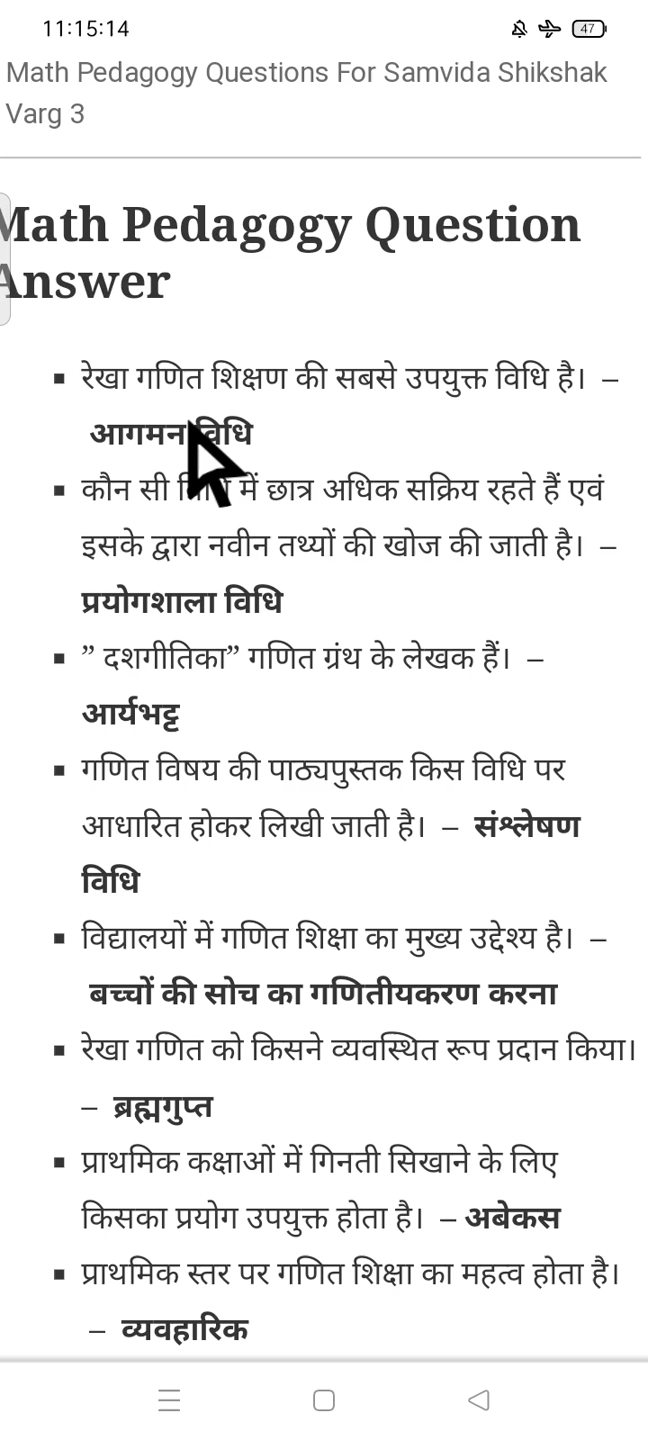 11:15:14
47
Math Pedagogy Questions For Samvida Shikshak
Varg 3
Math Pedagogy Question
Answer
▪ रेखा गणित शिक्षण की सबसे उपयुक्त विधि है। –
आगमन विधि
▪ कौन सी में छात्र अधिक सक्रिय रहते हैं एवं
इसके द्वारा नवीन तथ्यों की खोज की जाती है। –
प्रयोगशाला विधि
▪ ” दशगीतिका” गणित ग्रंथ के लेखक हैं। –
आर्यभट्ट
▪ गणित विषय की पाठ्यपुस्तक किस विधि पर
आधारित होकर लिखी जाती है। – संश्लेषण
विधि
▪ विद्यालयों में गणित शिक्षा का मुख्य उद्देश्य है। –
बच्चों की सोच का गणितीयकरण करना
▪ रेखा गणित को किसने व्यवस्थित रूप प्रदान किया।
– ब्रह्मगुप्त
▪ प्राथमिक कक्षाओं में गिनती सिखाने के लिए
किसका प्रयोग उपयुक्त होता है। – अबेकस
▪ प्राथमिक स्तर पर गणित शिक्षा का महत्व होता है।
– व्यवहारिक